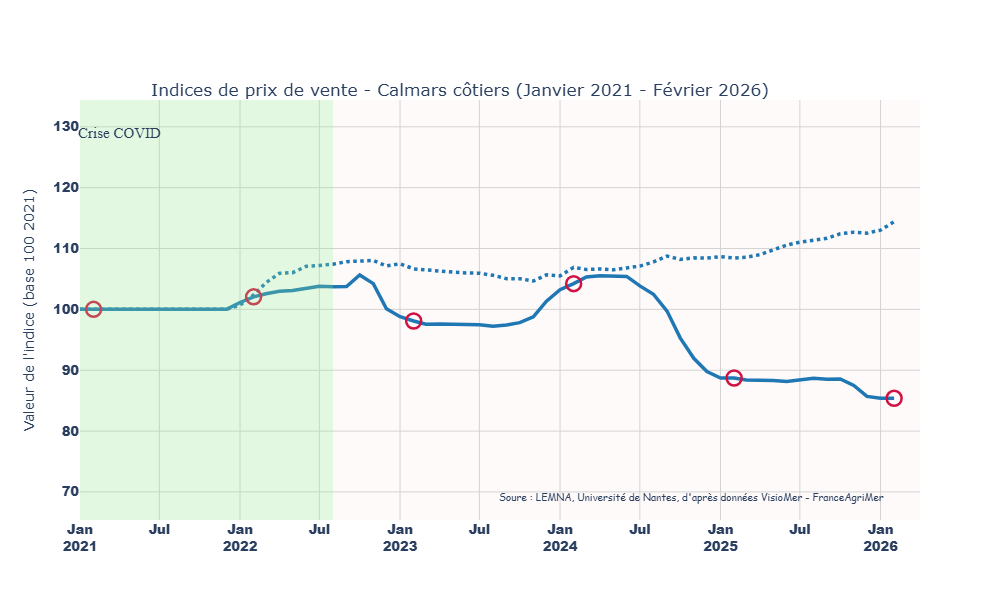 Indices de prix de vente - Calmars côtiers (Janvier 2021 - Février 2026)
Valeur de l'indice (base 100 2021)
130
Crise COVID
120
110
100
90
80
70
Soure : LEMNA, Université de Nantes, d'après données VisioMer - FranceAgriMer
Jan Jul Jan Jul Jan Jul Jan Jul Jan Jul Jan
2021 2022 2023 2024 2025 2026